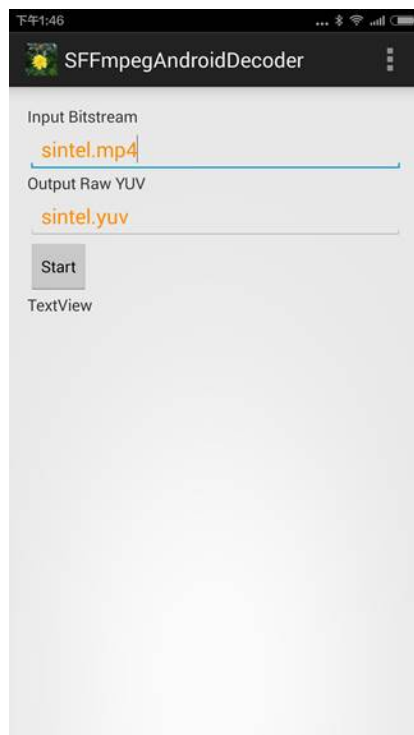 下午1:46
SFFmpegAndroidDecoder
Input Bitstream
sintel.mp4
Output Raw YUV
sintel.yuv
Start
TextView